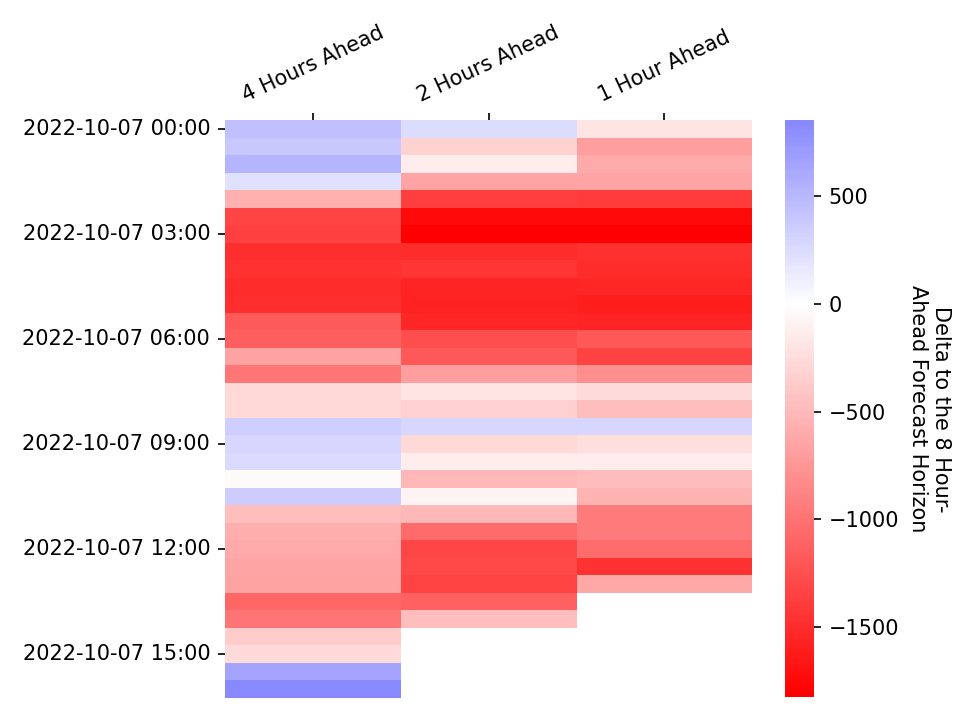 4 Hours Ahead
2 Hours Ahead
1 Hour Ahead
2022-10-07 00:00
2022-10-07 03:00
2022-10-07 06:00
2022-10-07 09:00
2022-10-07 12:00
2022-10-07 15:00
500
0
−500
−1000
−1500
Delta to the 8 Hour-
Ahead Forecast Horizon